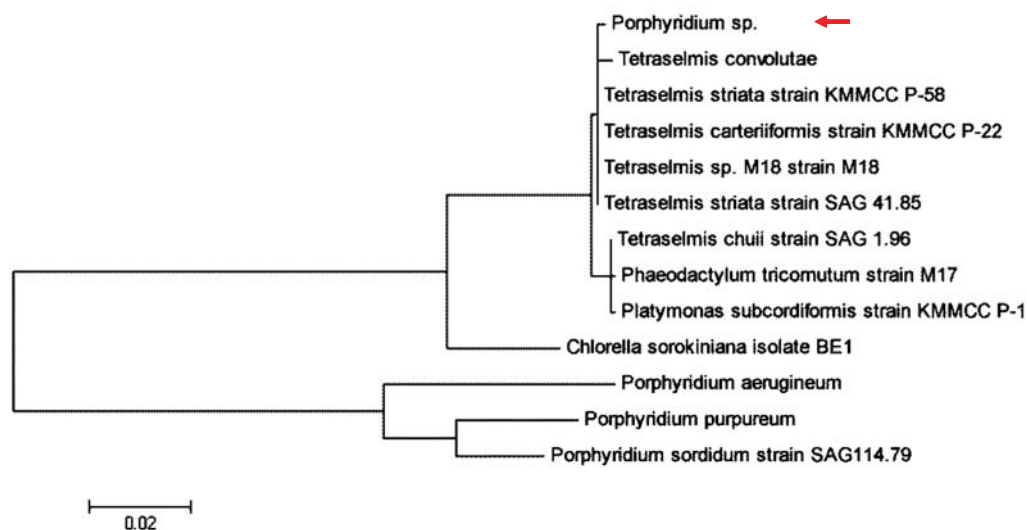 Porphyridium sp.
Tetraselmis convolutae
Tetraselmis striata strain KMMCC P-58
Tetraselmis carteriiformis strain KMMCC P-22
Tetraselmis sp. M18 strain M18
Tetraselmis striata strain SAG 41.85
Tetraselmis chuii strain SAG 1.96
Phaeodactylum tricornutum strain M17
Platymonas subcordiformis strain KMMCC P-1
Chlorella sorokiniana isolate BE1
Porphyridium aerugineum
Porphyridium purpureum
Porphyridium sordidum strain SAG114.79
0.02